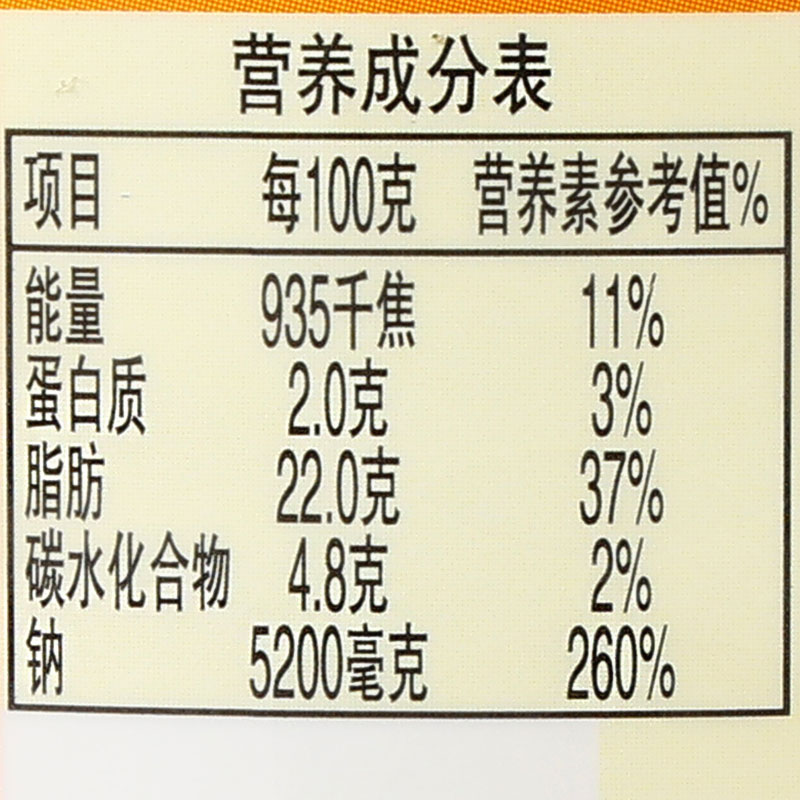 营养成分表
项目 每100克 营养素参考值%
能量 935千焦 11%
蛋白质 2.0克 3%
脂肪 22.0克 37%
碳水化合物 4.8克 2%
钠 5200毫克 260%